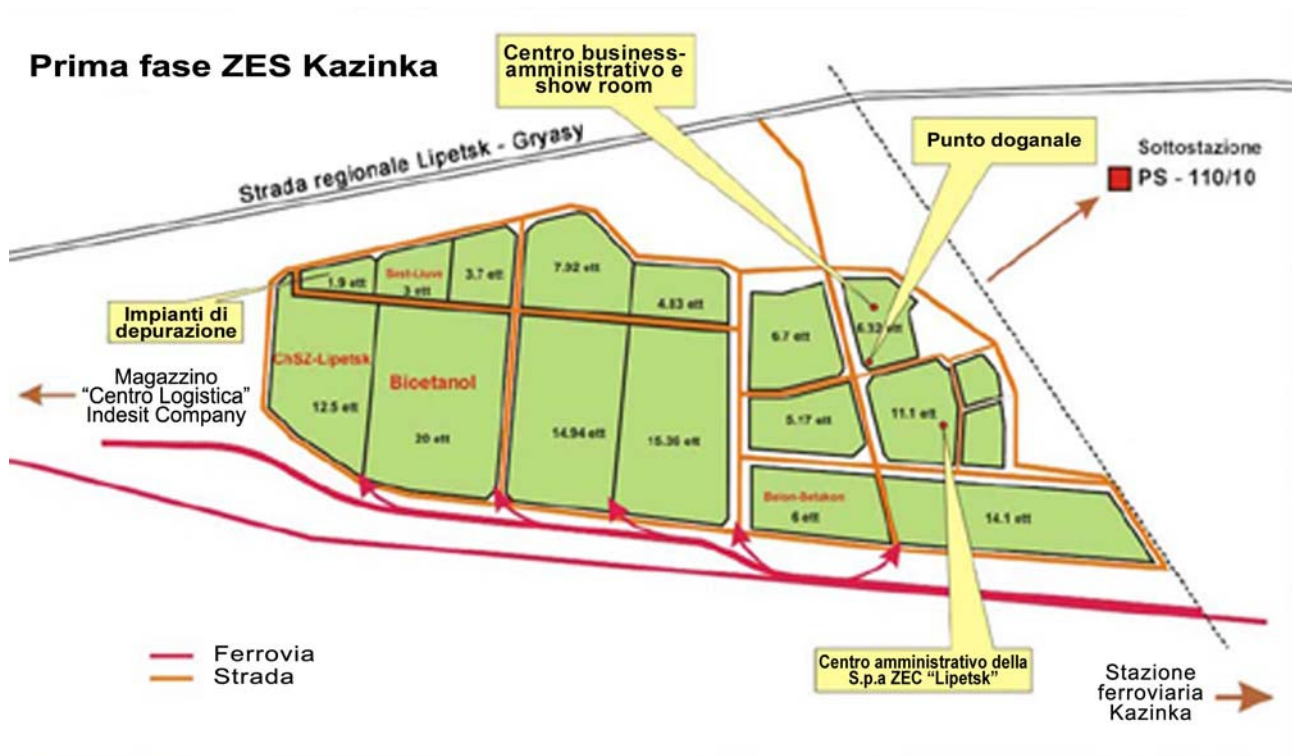 Prima fase ZES Kazinka
Centro business-
amministrativo e
show room
Strada regionale Lipetsk - Gryasy
Punto doganale
Sottostazione
PS - 110/10
Impianti di
depurazione
1.9 ett
3 ett
3.7 ett
7.92 ett
4.83 ett
6.7 ett
6.32 ett
ChSZ-Lipetsk
12.5 ett
Bioetanol
20 ett
14.94 ett
15.36 ett
5.17 ett
11.1 ett
Belon-Betakon
6 ett
14.1 ett
Magazzino
“Centro Logistica”
Indesit Company
Ferrovia
Strada
Centro amministrativo della
S.p.a ZEC “Lipetsk”
Stazione
ferroviaria
Kazinka